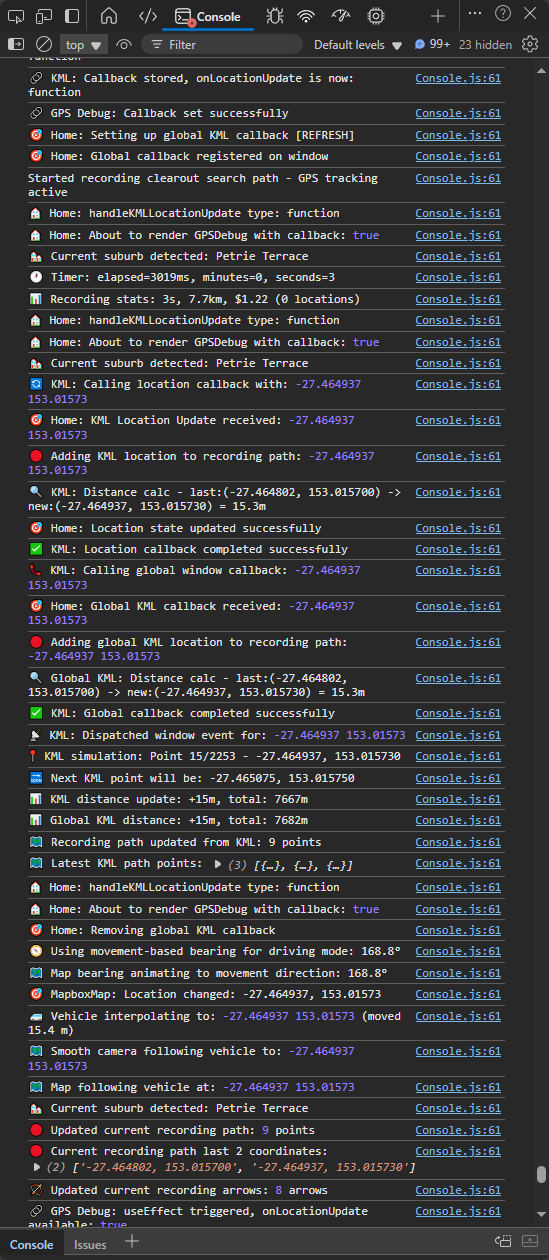 Console
top
Filter
Default levels
99+
23 hidden
function
KML: Callback stored, onLocationUpdate is now: Console.js:61
function
GPS Debug: Callback set successfully Console.js:61
Home: Setting up global KML callback [REFRESH] Console.js:61
Home: Global callback registered on window Console.js:61
Started recording clearout search path - GPS tracking Console.js:61
active
Home: handleKMLLocationUpdate type: function Console.js:61
Home: About to render GPSDebug with callback: true Console.js:61
Current suburb detected: Petrie Terrace Console.js:61
Timer: elapsed=3019ms, minutes=0, seconds=3 Console.js:61
Recording stats: 3s, 7.7km, $1.22 (0 locations) Console.js:61
Home: handleKMLLocationUpdate type: function Console.js:61
Home: About to render GPSDebug with callback: true Console.js:61
Current suburb detected: Petrie Terrace Console.js:61
KML: Calling location callback with: -27.464937 Console.js:61
153.01573
Home: KML Location Update received: -27.464937 Console.js:61
153.01573
Adding KML location to recording path: -27.464937 Console.js:61
153.01573
KML: Distance calc - last:(-27.464802, 153.015700) -> Console.js:61
new:(-27.464937, 153.015730) = 15.3m
Home: Location state updated successfully Console.js:61
KML: Location callback completed successfully Console.js:61
KML: Calling global window callback: -27.464937 Console.js:61
153.01573
Home: Global KML callback received: -27.464937 Console.js:61
153.01573
Adding global KML location to recording path: Console.js:61
-27.464937 153.01573
Global KML: Distance calc - last:(-27.464802, Console.js:61
153.015700) -> new:(-27.464937, 153.015730) = 15.3m
KML: Global callback completed successfully Console.js:61
KML: Dispatched window event for: -27.464937 153.01573 Console.js:61
KML simulation: Point 15/2253 - -27.464937, 153.015730 Console.js:61
SOON Next KML point will be: -27.465075, 153.015750 Console.js:61
KML distance update: +15m, total: 7667m Console.js:61
Global KML distance: +15m, total: 7682m Console.js:61
Recording path updated from KML: 9 points Console.js:61
Latest KML path points: (3) [{…}, {…}, {…}] Console.js:61
Home: handleKMLLocationUpdate type: function Console.js:61
Home: About to render GPSDebug with callback: true Console.js:61
Home: Removing global KML callback Console.js:61
Using movement-based bearing for driving mode: 168.8° Console.js:61
Map bearing animating to movement direction: 168.8° Console.js:61
MapboxMap: Location changed: -27.464937, 153.01573 Console.js:61
Vehicle interpolating to: -27.464937 153.01573 (moved Console.js:61
15.4 m)
Smooth camera following vehicle to: -27.464937 Console.js:61
153.01573
Map following vehicle at: -27.464937 153.01573 Console.js:61
Current suburb detected: Petrie Terrace Console.js:61
Updated current recording path: 9 points Console.js:61
Current recording path last 2 coordinates: Console.js:61
(2) ['-27.464802, 153.015700', '-27.464937, 153.015730']
Updated current recording arrows: 8 arrows Console.js:61
GPS Debug: useEffect triggered, onLocationUpdate Console.js:61
available: true
Console
Issues